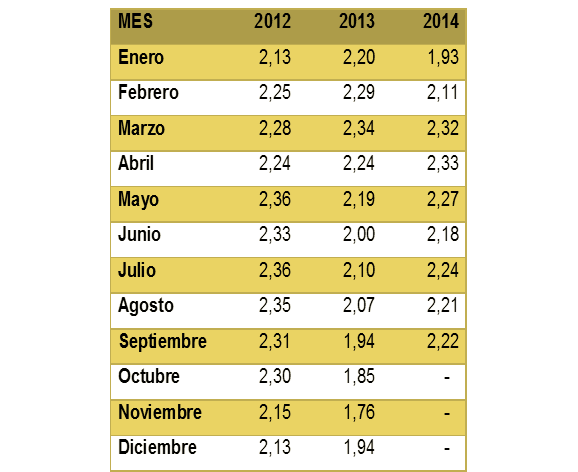 MES 2012 2013 2014
Enero 2,13 2,20 1,93
Febrero 2,25 2,29 2,11
Marzo 2,28 2,34 2,32
Abril 2,24 2,24 2,33
Mayo 2,36 2,19 2,27
Junio 2,33 2,00 2,18
Julio 2,36 2,10 2,24
Agosto 2,35 2,07 2,21
Septiembre 2,31 1,94 2,22
Octubre 2,30 1,85 -
Noviembre 2,15 1,76 -
Diciembre 2,13 1,94 -